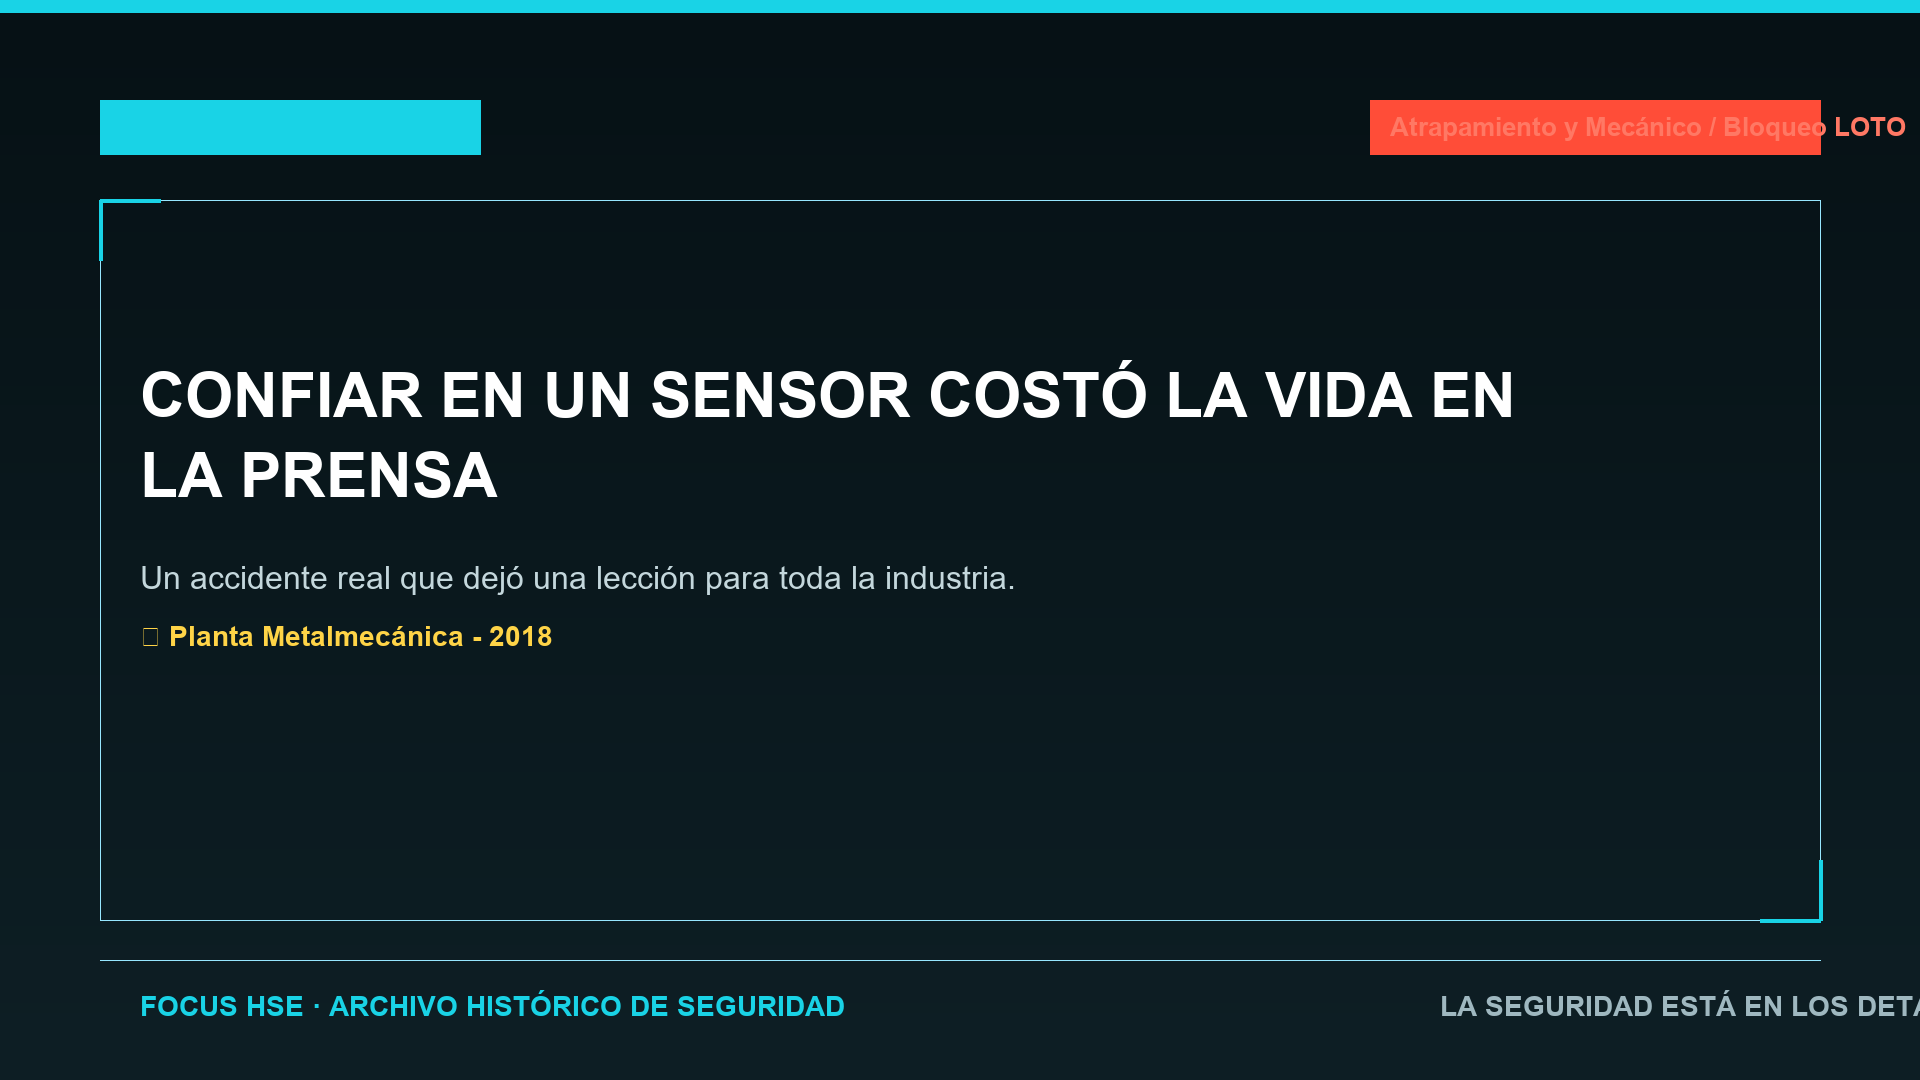 Atrapamiento y Mecánico / Bloqueo LOTO
CONFIAR EN UN SENSOR COSTÓ LA VIDA EN
LA PRENSA
Un accidente real que dejó una lección para toda la industria.
Planta Metalmecánica - 2018
FOCUS HSE · ARCHIVO HISTÓRICO DE SEGURIDAD
LA SEGURIDAD ESTÁ EN LOS